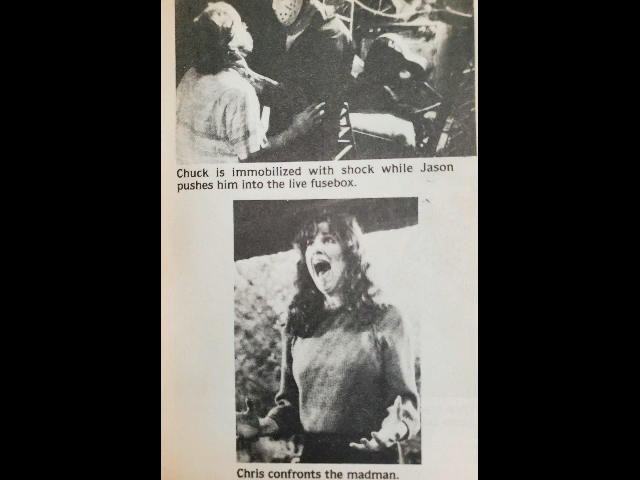 Chuck is immobilized with shock while Jason
pushes him into the live fusebox.
Chris confronts the madman.